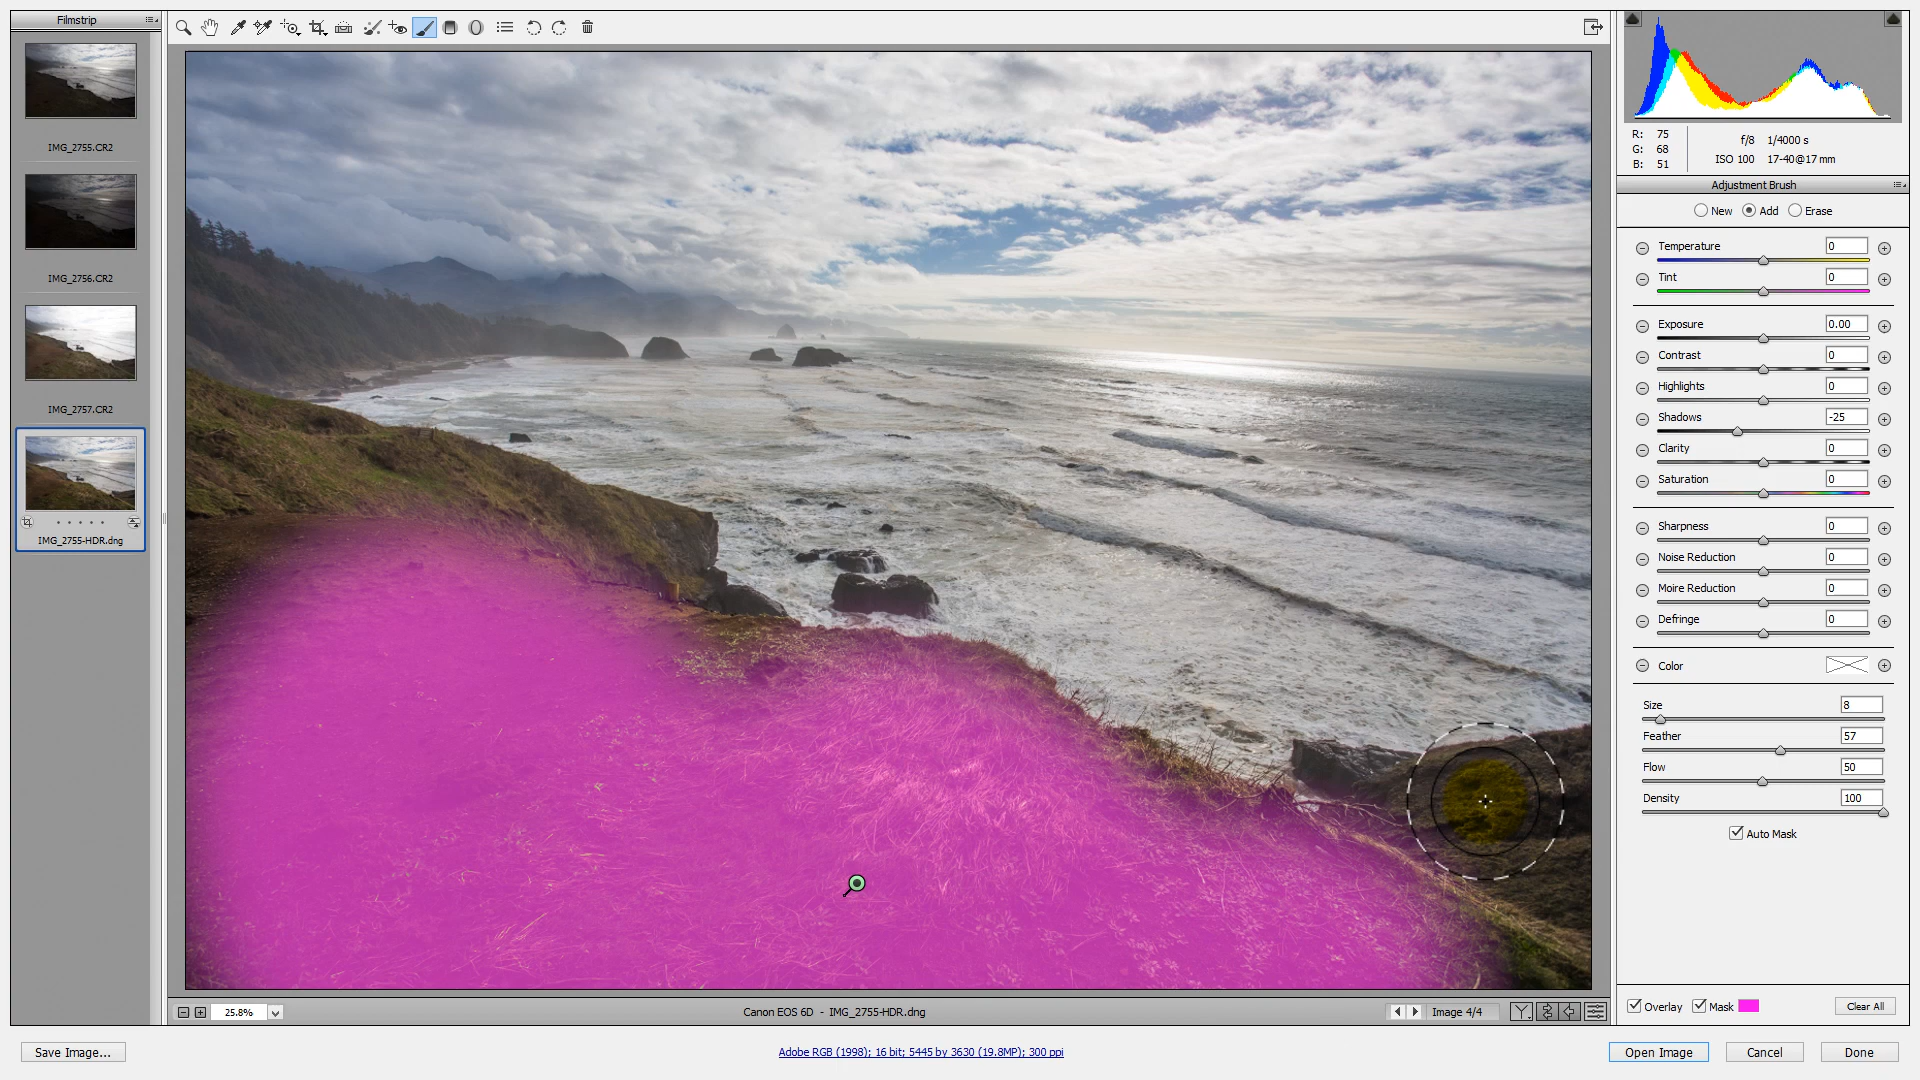 Filmstrip
IMG_2755.CR2
IMG_2756.CR2
IMG_2757.CR2
IMG_2755-HDR.dng
R: 75
G: 68
B: 51
f/8 1/4000 s
ISO 100 17-40@17 mm
Adjustment Brush
New Add Erase
Temperature 0
Tint 0
Exposure 0.00
Contrast 0
Highlights 0
Shadows -25
Clarity 0
Saturation 0
Sharpness 0
Noise Reduction 0
Moire Reduction 0
Defringe 0
Color
Size 8
Feather 57
Flow 50
Density 100
Auto Mask
Overlay Mask Clear All
25.8% Canon EOS 6D - IMG_2755-HDR.dng Image 4/4
Save Image... Adobe RGB (1998); 16 bit; 5445 by 3630 (19.8MP); 300 ppi Open Image Cancel Done